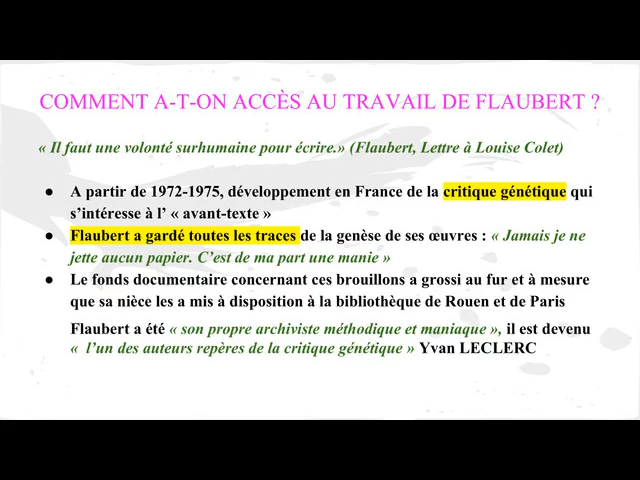 COMMENT A-T-ON ACCÈS AU TRAVAIL DE FLAUBERT ?
« Il faut une volonté surhumaine pour écrire.» (Flaubert, Lettre à Louise Colet)
● A partir de 1972-1975, développement en France de la critique génétique qui
s’intéresse à l’ « avant-texte »
● Flaubert a gardé toutes les traces de la genèse de ses œuvres : « Jamais je ne
jette aucun papier. C’est de ma part une manie »
● Le fonds documentaire concernant ces brouillons a grossi au fur et à mesure
que sa nièce les a mis à disposition à la bibliothèque de Rouen et de Paris
Flaubert a été « son propre archiviste méthodique et maniaque », il est devenu
« l’un des auteurs repères de la critique génétique » Yvan LECLERC